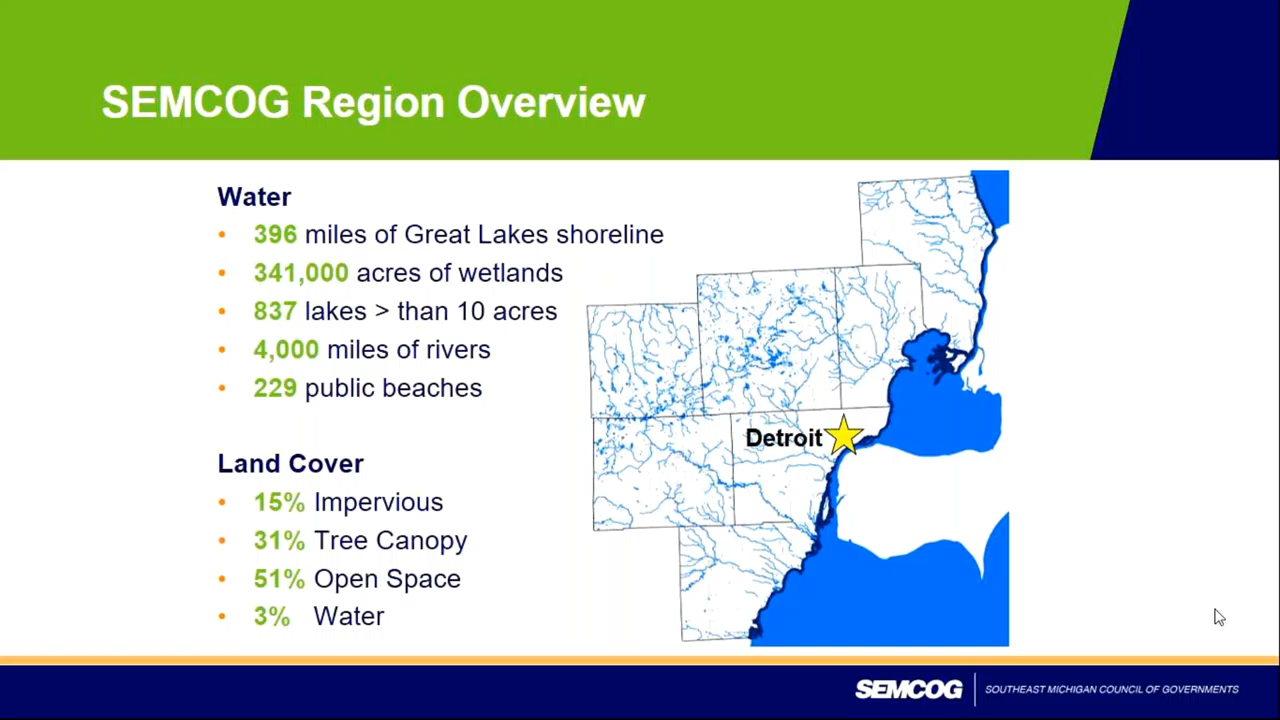 SEMCOG Region Overview
Water
• 396 miles of Great Lakes shoreline
• 341,000 acres of wetlands
• 837 lakes > than 10 acres
• 4,000 miles of rivers
• 229 public beaches
Land Cover
• 15% Impervious
• 31% Tree Canopy
• 51% Open Space
• 3% Water
Detroit
SEMCOG | SOUTHEAST MICHIGAN COUNCIL OF GOVERNMENTS